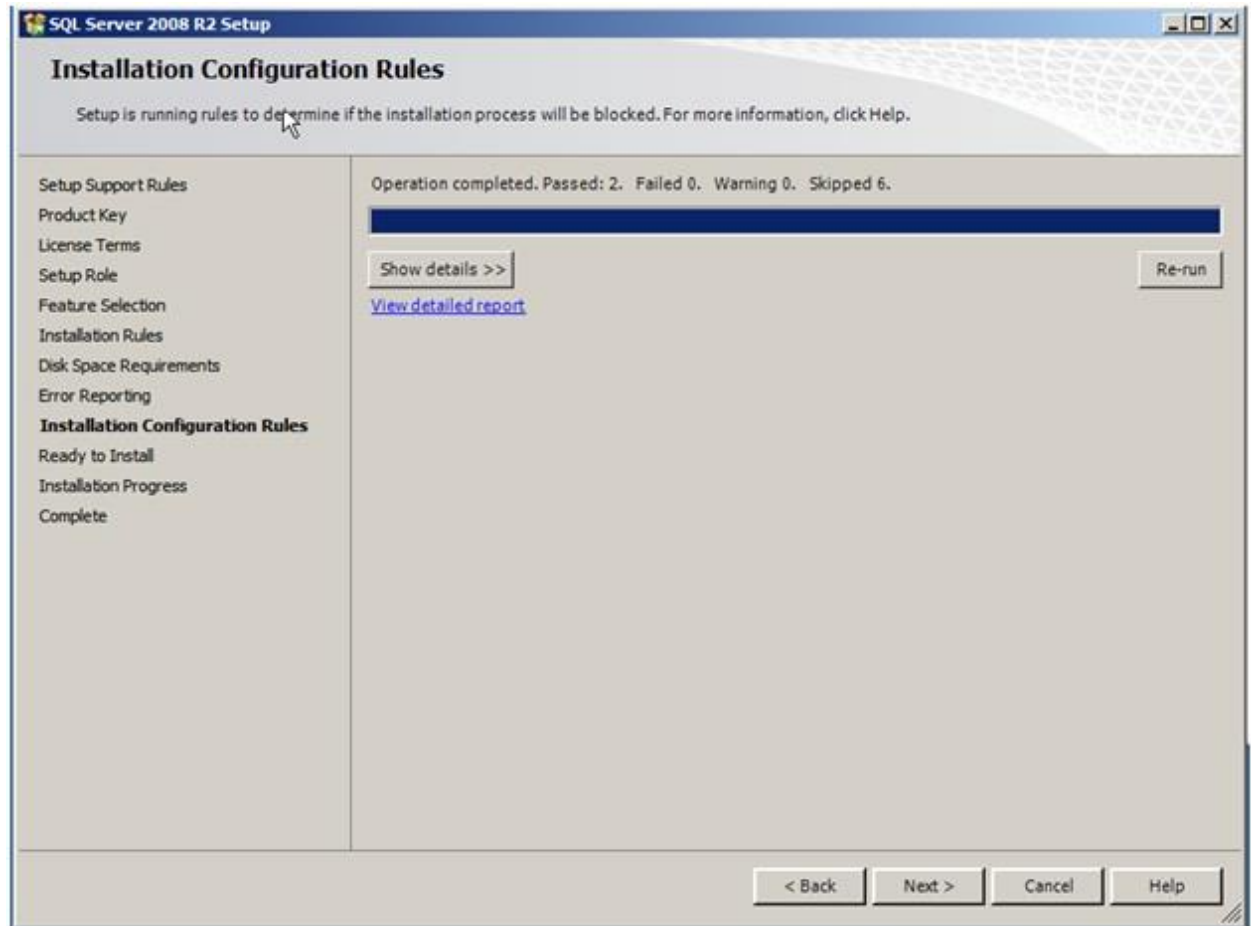 SQL Server 2008 R2 Setup
Installation Configuration Rules
Setup is running rules to determine if the installation process will be blocked. For more information, click Help.
Setup Support Rules
Product Key
License Terms
Setup Role
Feature Selection
Installation Rules
Disk Space Requirements
Error Reporting
Installation Configuration Rules
Ready to Install
Installation Progress
Complete
Operation completed. Passed: 2. Failed 0. Warning 0. Skipped 6.
Show details >>
Re-run
View detailed report
< Back
Next >
Cancel
Help